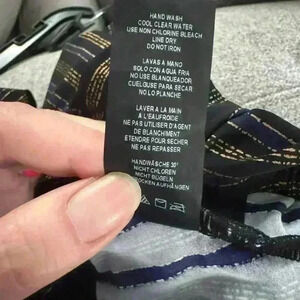 HAND WASH
COOL CLEAR WATER
USE NON CHLORINE BLEACH
LINE DRY
DO NOT IRON
LAVAS A MANO
SOLO CON AGUA FRIA
NO USE BLANQUEADOR
CUELGUSE PARA SECAR
NO LO PLANCHE
LAVER A LA MAIN
A L'EAUFROIDE
NE PAS UTILISER D'AGENT
DE BLANCHIMENT
ETENDRE POUR SECHER
NE PAS REPASSER
HANDWÄSCHE 30°
NICHT CHLOREN
NICHT BÜGELN
TROCKEN AUFHÄNGEN